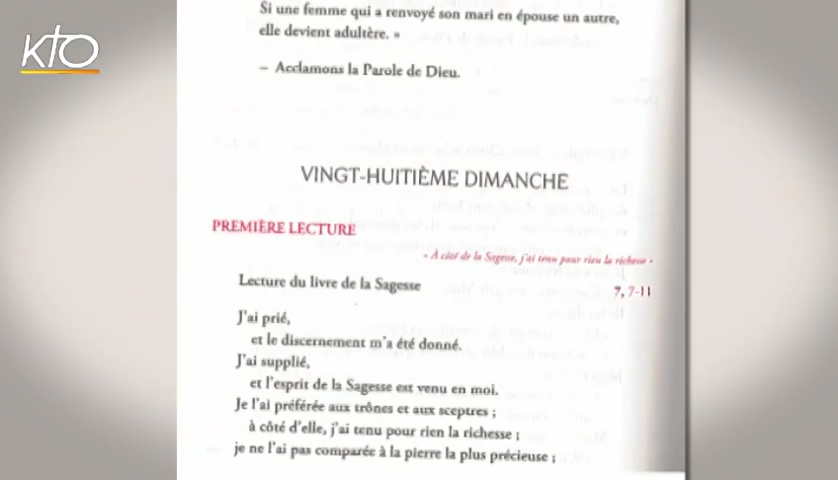 KTO
Si une femme qui a renvoyé son mari en épouse un autre,
elle devient adultère. »
– Acclamons la Parole de Dieu.
VINGT-HUITIÈME DIMANCHE
PREMIÈRE LECTURE
« À côté de la Sagesse, j'ai tenu pour rien la richesse »
Lecture du livre de la Sagesse 7, 7-11
J'ai prié,
et le discernement m'a été donné.
J'ai supplié,
et l'esprit de la Sagesse est venu en moi.
Je l'ai préférée aux trônes et aux sceptres ;
à côté d'elle, j'ai tenu pour rien la richesse ;
je ne l'ai pas comparée à la pierre la plus précieuse ;